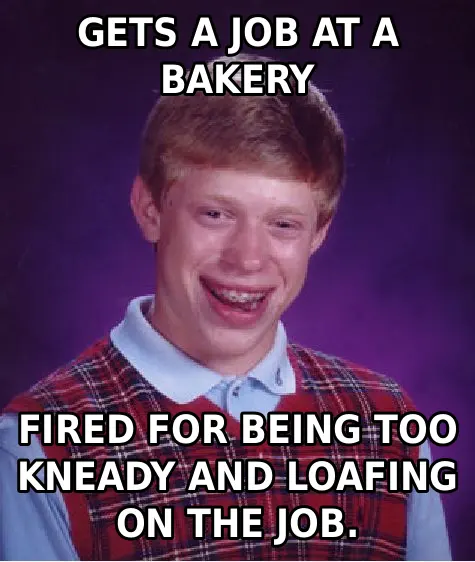 GETS A JOB AT A
BAKERY
FIRED FOR BEING TOO
KNEADY AND LOAFING
ON THE JOB.